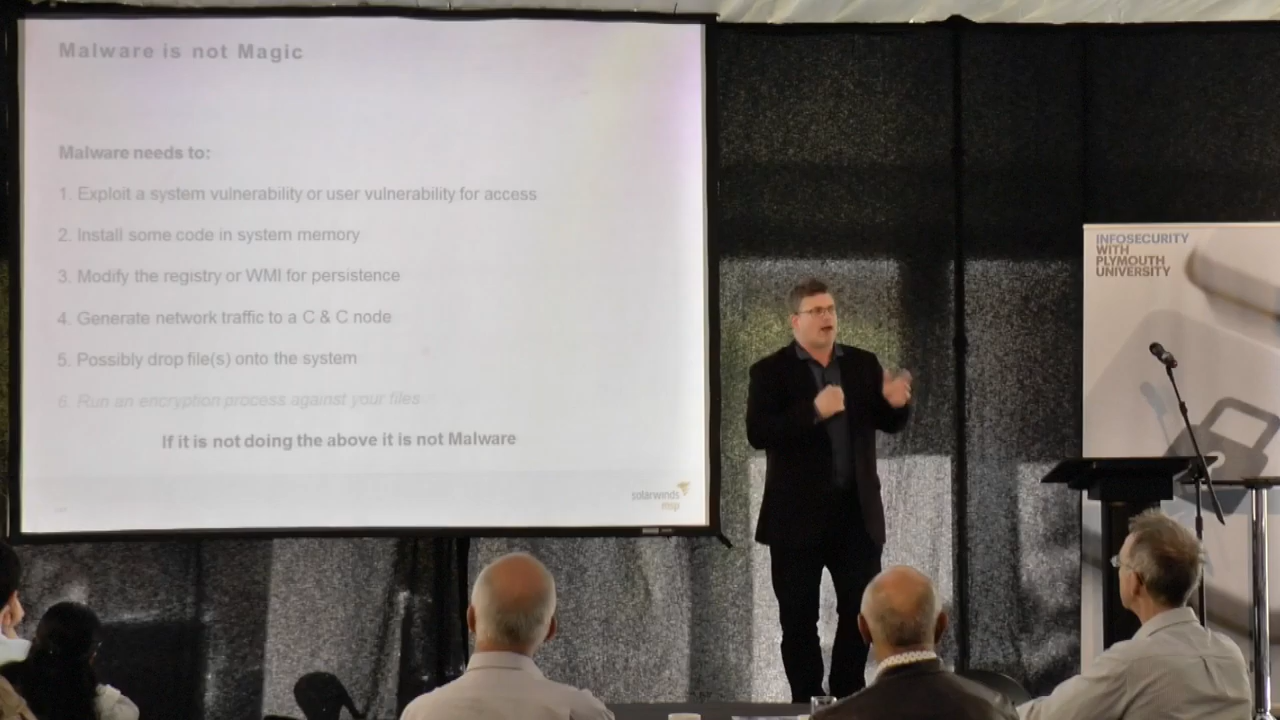 Malware is not Magic
Malware needs to:
1. Exploit a system vulnerability or user vulnerability for access
2. Install some code in system memory
3. Modify the registry or WMI for persistence
4. Generate network traffic to a C & C node
5. Possibly drop file(s) onto the system
6. Run an encryption process against your files
If it is not doing the above it is not Malware
solarwinds
msp
INFOSECURITY
WITH
PLYMOUTH
UNIVERSITY